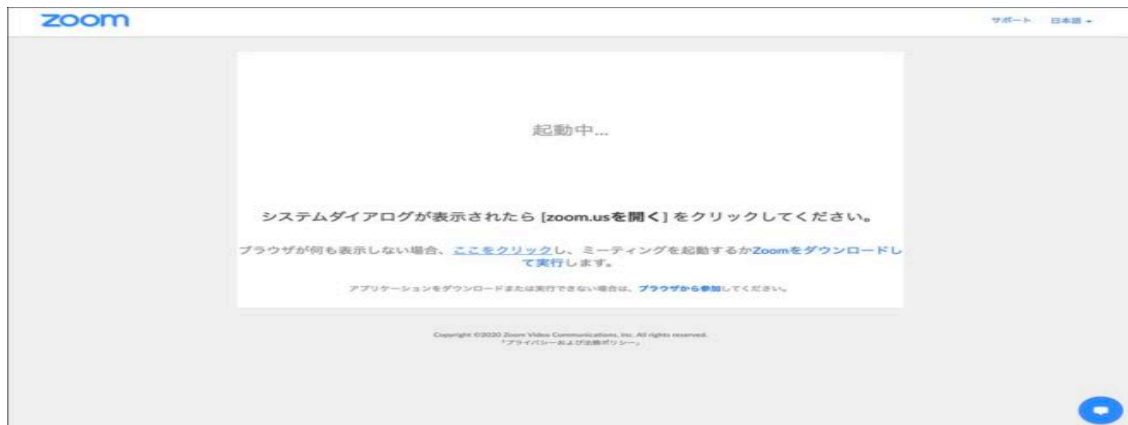 zoom
サポート 日本語
起動中...
システムダイアログが表示されたら [zoom.usを開く] をクリックしてください。
ブラウザが何も表示しない場合、ここをクリックし、ミーティングを起動するかZoomをダウンロードし
て実行します。
アプリケーションをダウンロードまたは実行できない場合は、ブラウザから参加してください。
Copyright ©2020 Zoom Video Communications, Inc. All rights reserved.
「プライバシーおよび法務ポリシー」